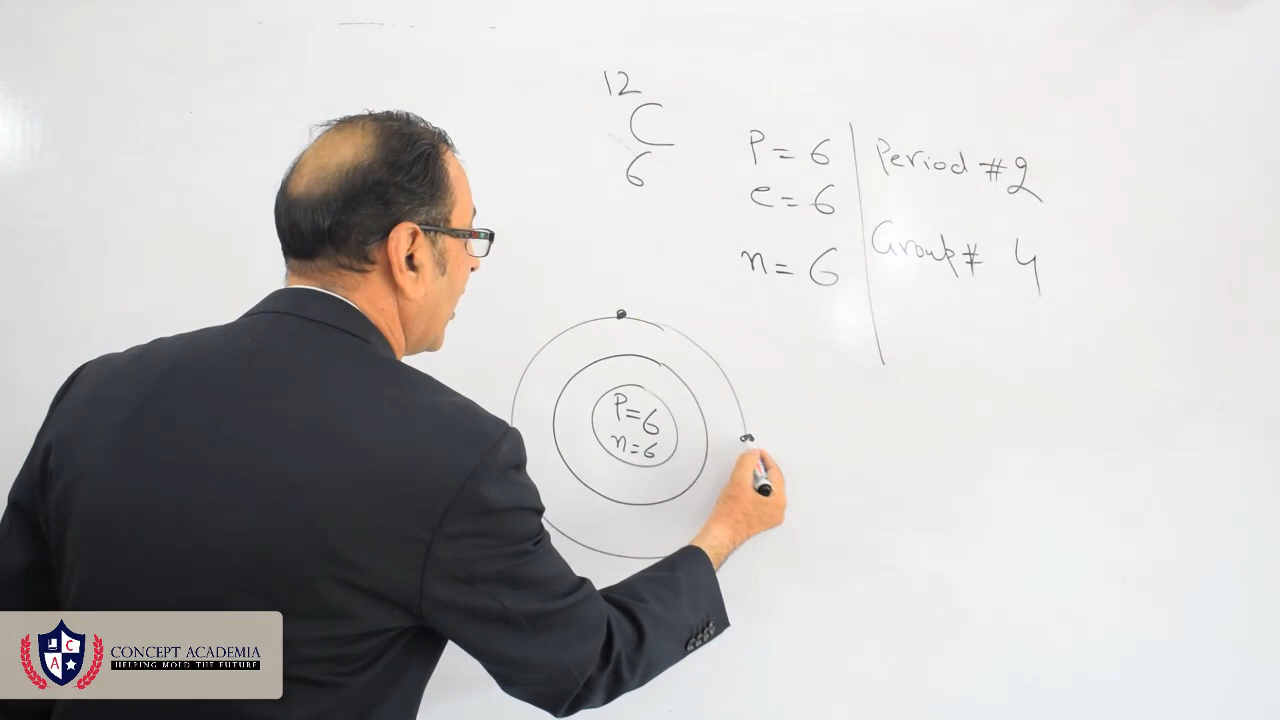 12
C
6
P = 6
e = 6
n = 6
Period # 2
Group # 4
P = 6
n = 6
C
A
CONCEPT ACADEMIA
HELPING MOLD THE FUTURE